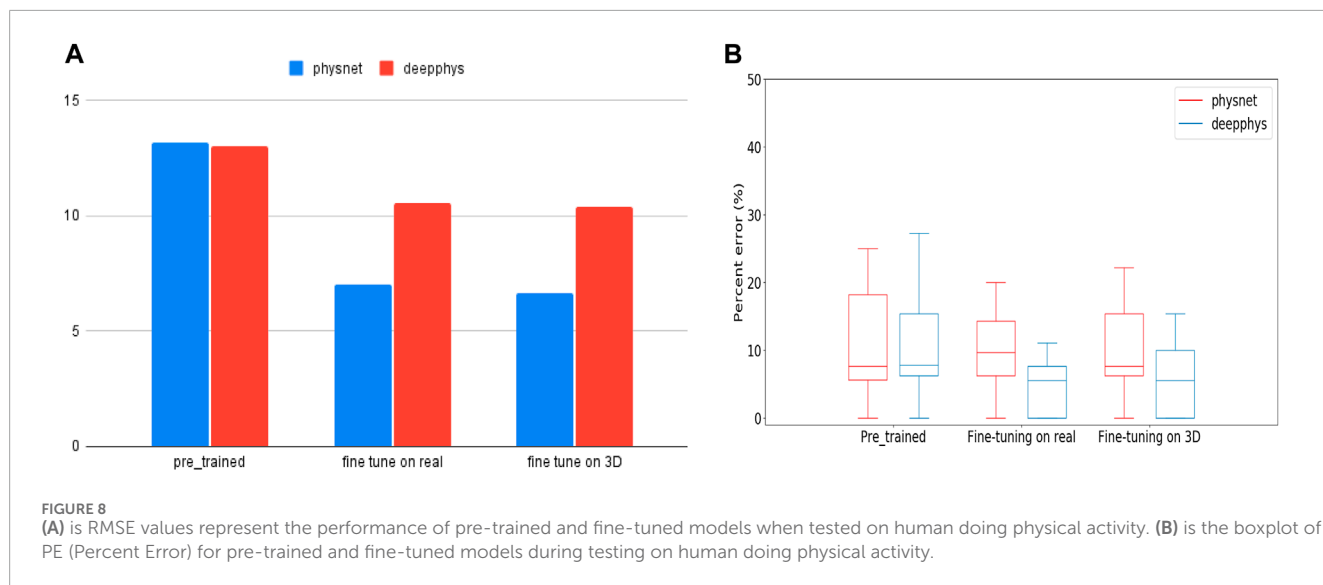 A
physnet deepphys
15
10
5
0
pre_trained fine tune on real fine tune on 3D
B
50
40
30
20
10
0
Percent error (%)
physnet
deepphys
Pre_trained Fine-tuning on real Fine-tuning on 3D
FIGURE 8
(A) is RMSE values represent the performance of pre-trained and fine-tuned models when tested on human doing physical activity. (B) is the boxplot of
PE (Percent Error) for pre-trained and fine-tuned models during testing on human doing physical activity.